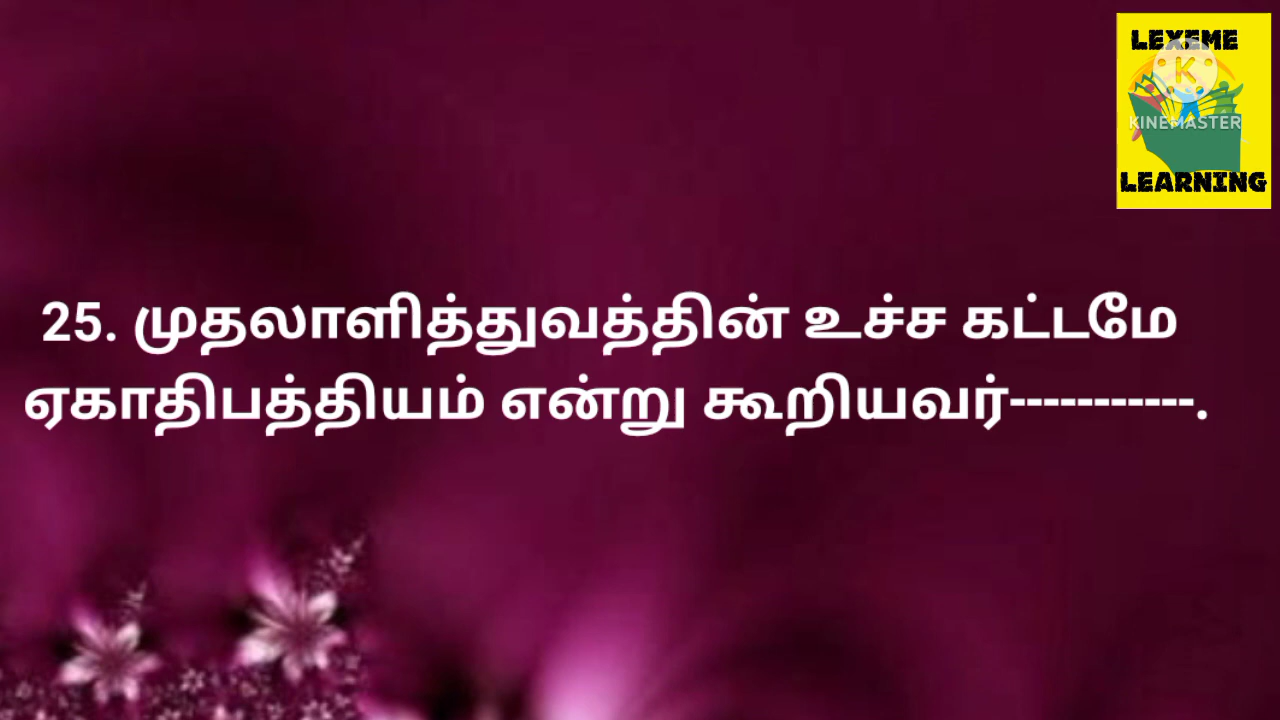 LEXEME
K
KINEMASTER
LEARNING
25. முதலாளித்துவத்தின் உச்ச கட்டமே
ஏகாதிபத்தியம் என்று கூறியவர்-----------.